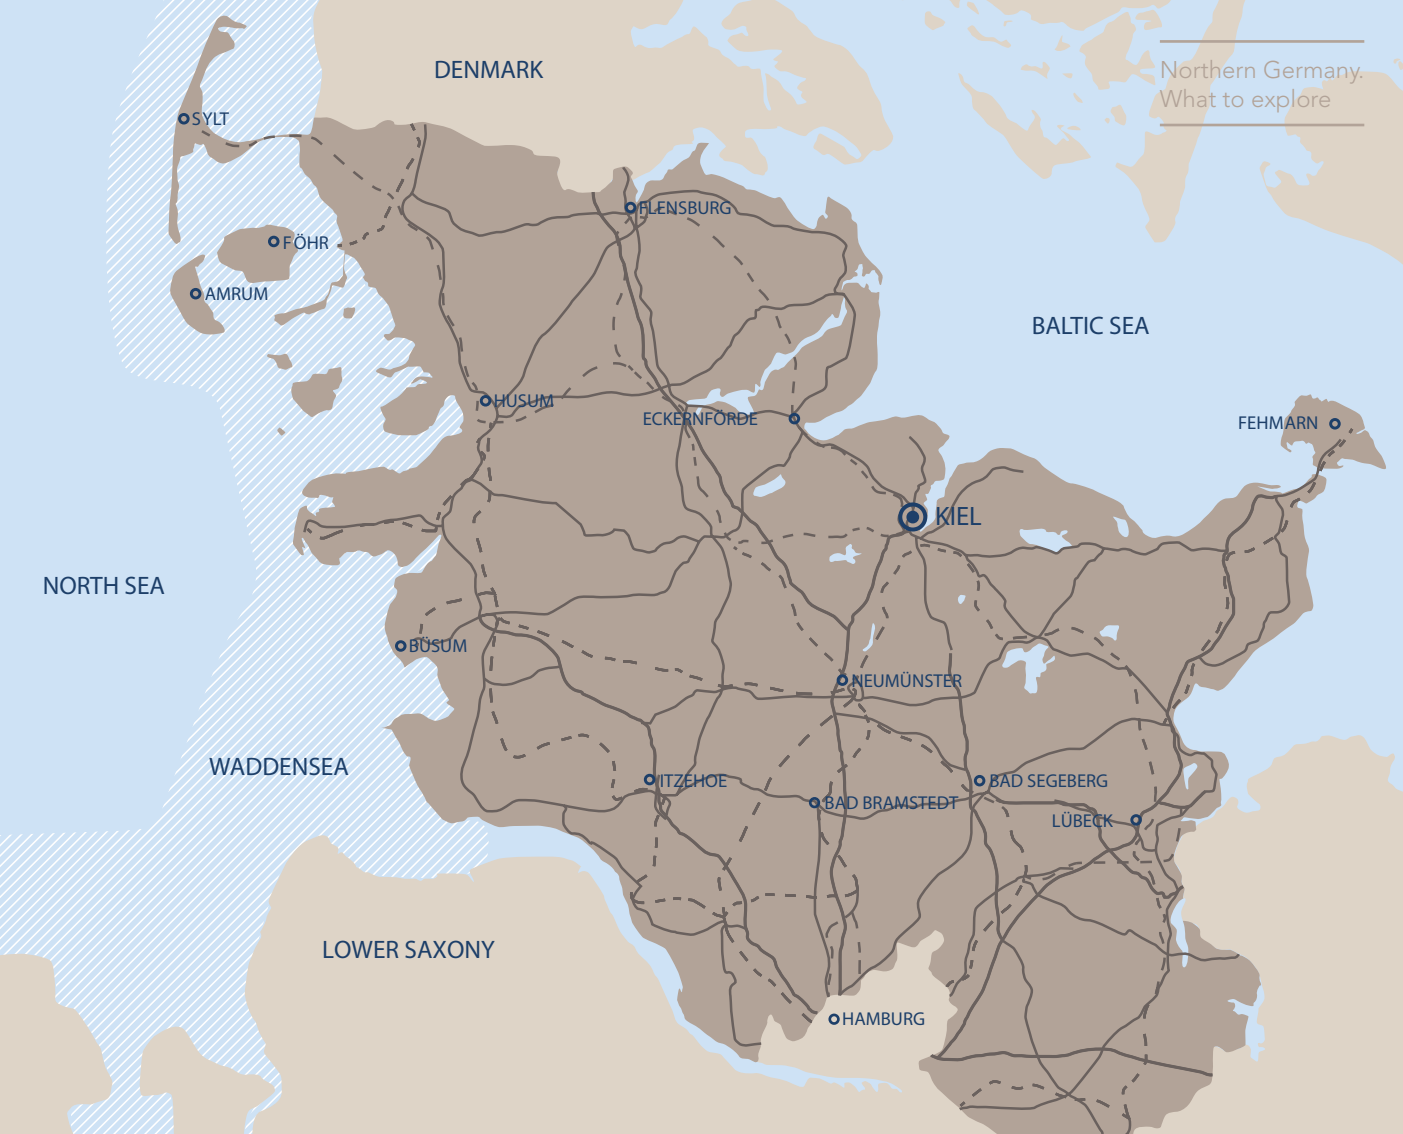 DENMARK
Northern Germany.
What to explore
SYLT
FLENSBURG
FÖHR
AMRUM
BALTIC SEA
HUSUM
ECKERNFÖRDE
FEHMARN
KIEL
NORTH SEA
BÜSUM
NEUMÜNSTER
WADDENSEA
ITZEHOE
BAD SEGEBERG
BAD BRAMSTEDT
LÜBECK
LOWER SAXONY
HAMBURG